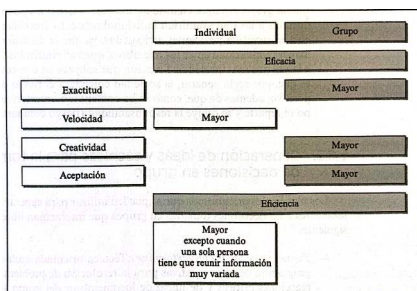 Individual
Grupo
Eficacia
Exactitud
Mayor
Velocidad
Mayor
Creatividad
Mayor
Aceptación
Mayor
Eficiencia
Mayor
excepto cuando
una sola persona
tiene que reunir información
muy variada